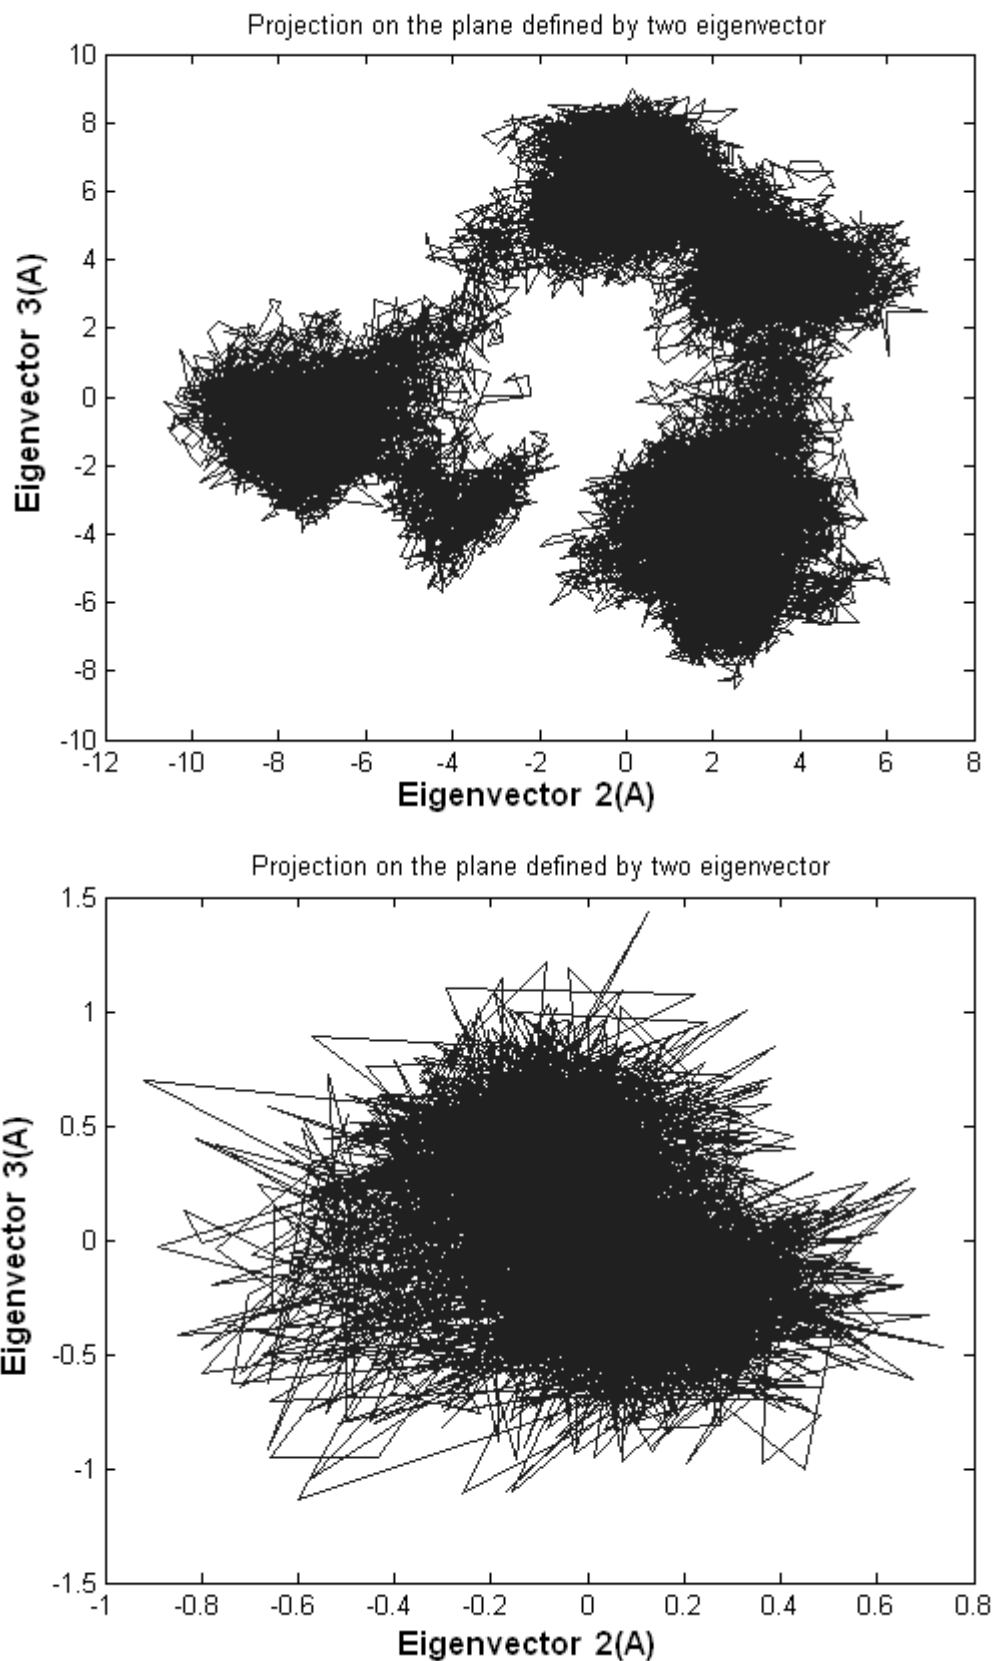 Projection on the plane defined by two eigenvector
10
8
6
4
2
0
-2
-4
-6
-8
-10
Eigenvector 3(A)
-12 -10 -8 -6 -4 -2 0 2 4 6 8
Eigenvector 2(A)
Projection on the plane defined by two eigenvector
1.5
1
0.5
0
-0.5
-1
-1.5
Eigenvector 3(A)
-1 -0.8 -0.6 -0.4 -0.2 0 0.2 0.4 0.6 0.8
Eigenvector 2(A)